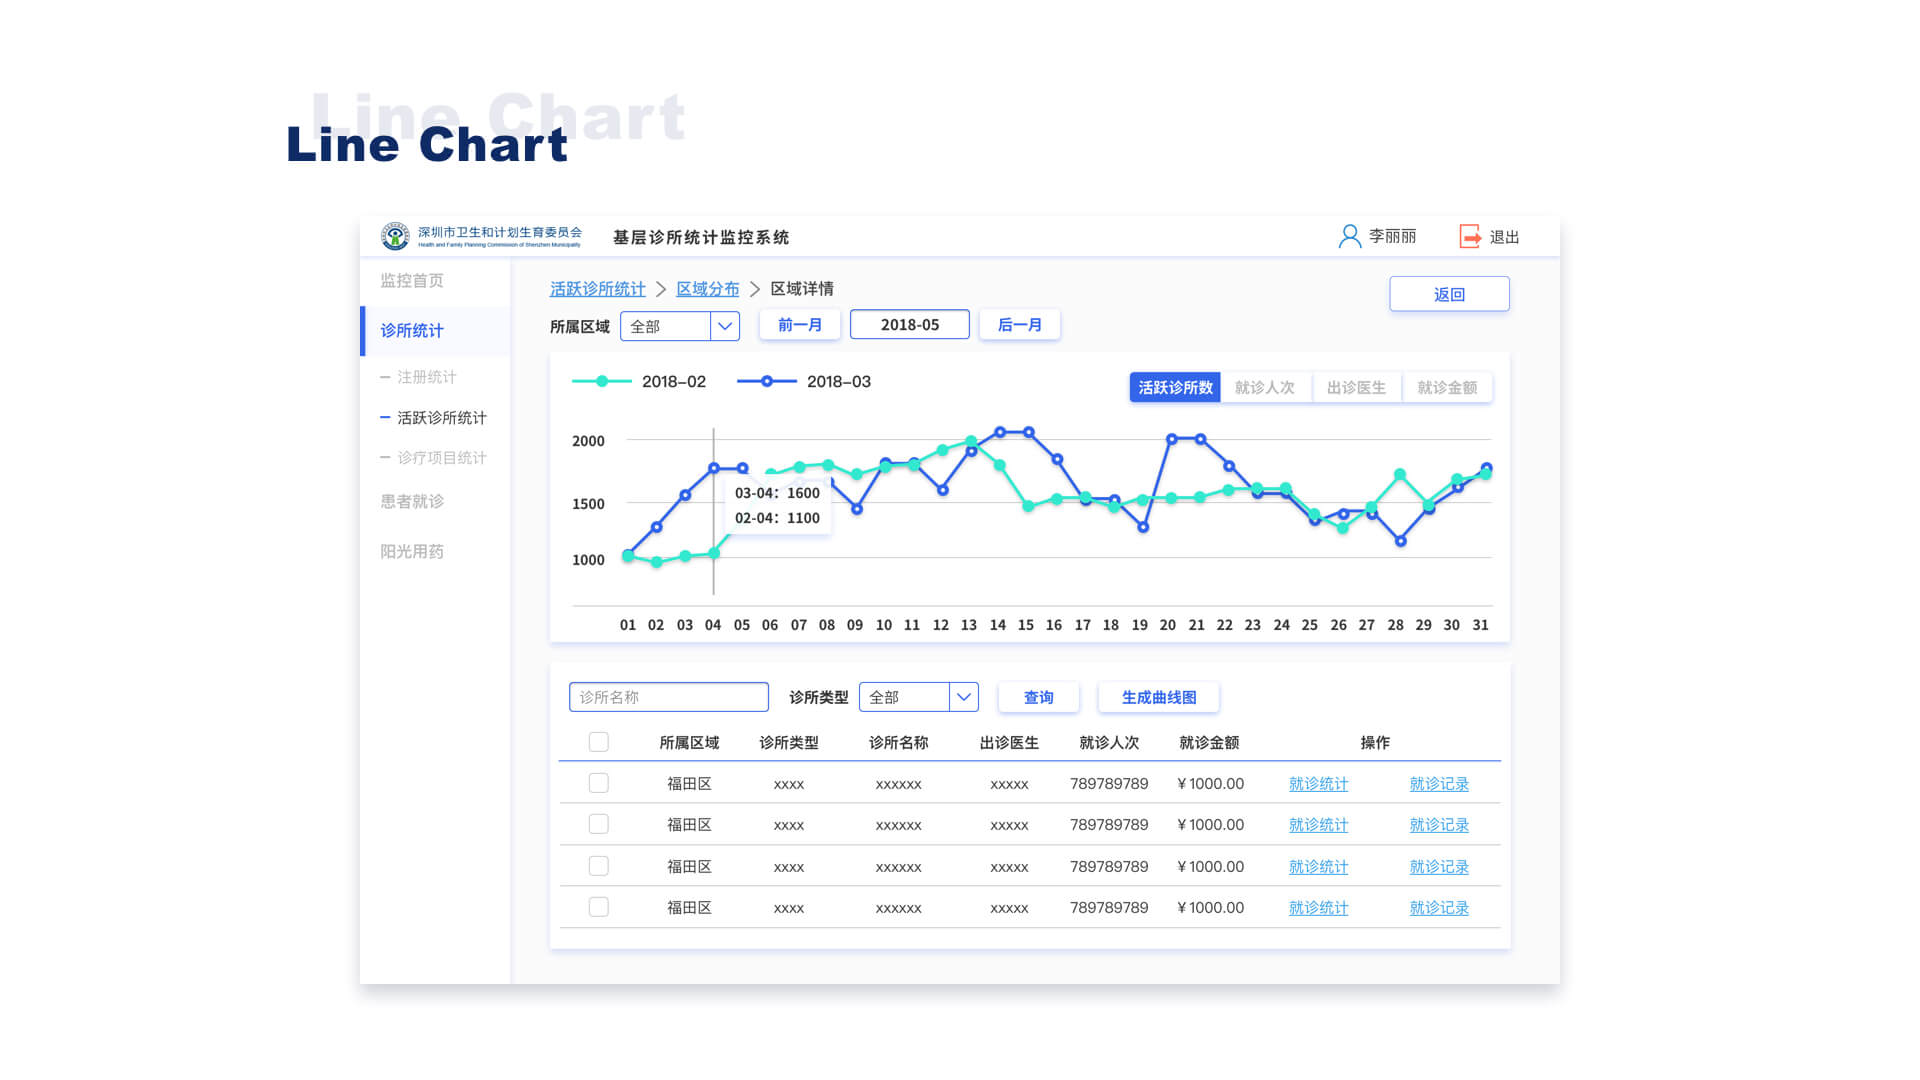 Line Chart
Line Chart
深圳市卫生和计划生育委员会
Health and Family Planning Commission of Shenzhen Municipality
基层诊所统计监控系统
李丽丽
退出
监控首页
诊所统计
注册统计
活跃诊所统计
诊疗项目统计
患者就诊
阳光用药
活跃诊所统计 > 区域分布 > 区域详情
返回
所属区域 全部 前一月 2018-05 后一月
2018–02 2018–03
活跃诊所数 就诊人次 出诊医生 就诊金额
2000
1500
1000
03-04：1600
02-04：1100
01 02 03 04 05 06 07 08 09 10 11 12 13 14 15 16 17 18 19 20 21 22 23 24 25 26 27 28 29 30 31
诊所名称 诊所类型 全部 查询 生成曲线图
所属区域 诊所类型 诊所名称 出诊医生 就诊人次 就诊金额 操作
福田区 xxxx xxxxxx xxxxx 789789789 ￥1000.00 就诊统计 就诊记录
福田区 xxxx xxxxxx xxxxx 789789789 ￥1000.00 就诊统计 就诊记录
福田区 xxxx xxxxxx xxxxx 789789789 ￥1000.00 就诊统计 就诊记录
福田区 xxxx xxxxxx xxxxx 789789789 ￥1000.00 就诊统计 就诊记录